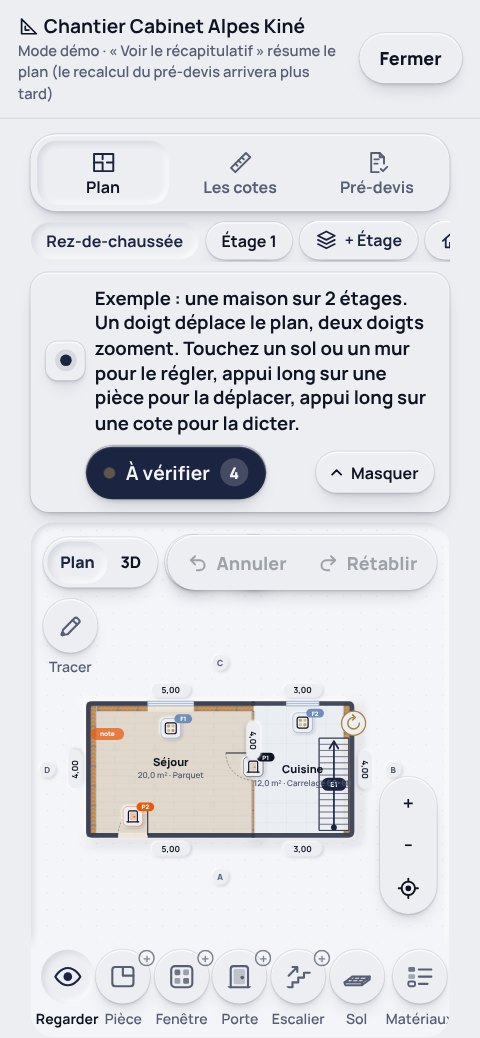 Chantier Cabinet Alpes Kiné
Mode démo · « Voir le récapitulatif » résume le
plan (le recalcul du pré-devis arrivera plus
tard)
Fermer
Plan
Les cotes
Pré-devis
Rez-de-chaussée
Étage 1
+ Étage
Exemple : une maison sur 2 étages.
Un doigt déplace le plan, deux doigts
zooment. Touchez un sol ou un mur
pour le régler, appui long sur une
pièce pour la déplacer, appui long sur
une cote pour la dicter.
À vérifier 4
Masquer
Plan
3D
Annuler
Rétablir
Tracer
C
5,00
3,00
F1
F2
note
4,00
P1
Séjour
20,0 m² · Parquet
Cuisine
12,0 m² · Carrelag
E1
D
4,00
4,00
B
P2
5,00
3,00
A
+
-
Regarder
Pièce
Fenêtre
Porte
Escalier
Sol
Matériaux